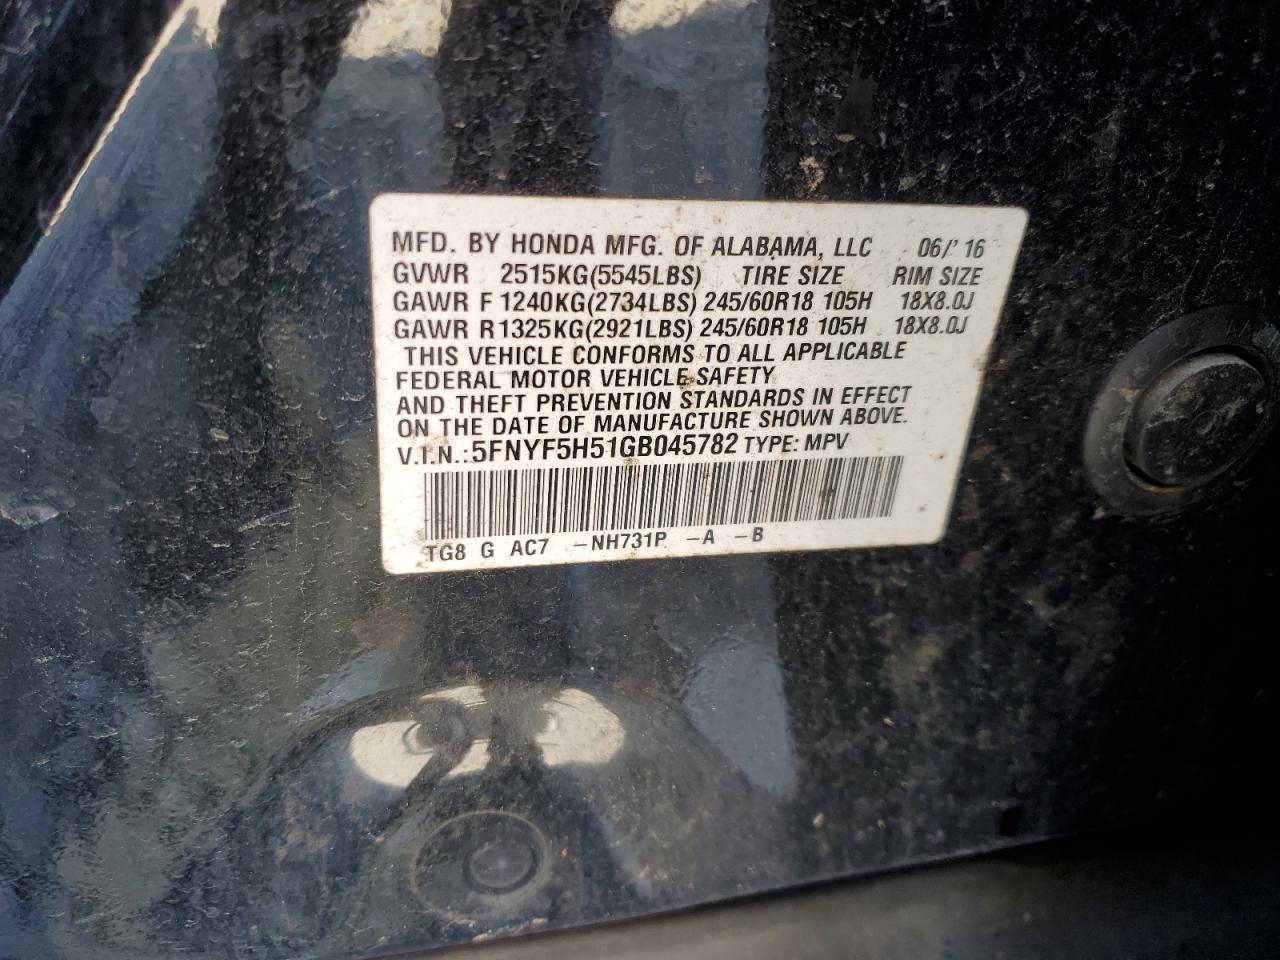 MFD. BY HONDA MFG. OF ALABAMA, LLC 06/'16
GVWR 2515KG(5545LBS) TIRE SIZE RIM SIZE
GAWR F 1240KG(2734LBS) 245/60R18 105H 18X8.0J
GAWR R 1325KG(2921LBS) 245/60R18 105H 18X8.0J
THIS VEHICLE CONFORMS TO ALL APPLICABLE
FEDERAL MOTOR VEHICLE SAFETY
AND THEFT PREVENTION STANDARDS IN EFFECT
ON THE DATE OF MANUFACTURE SHOWN ABOVE.
V.I.N.:5FNYF5H51GB045782 TYPE: MPV
TG8 G AC7 -NH731P -A -B